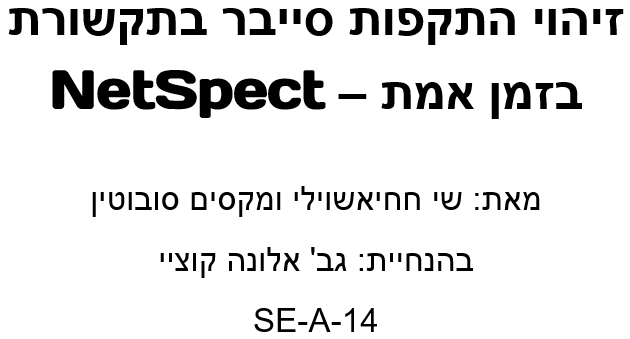 זיהוי התקפות סייבר בתקשורת
בזמן אמת – NetSpect
מאת: שי חחיאשוילי ומקסים סובוטין
בהנחיית: גב' אלונה קוציי
SE-A-14